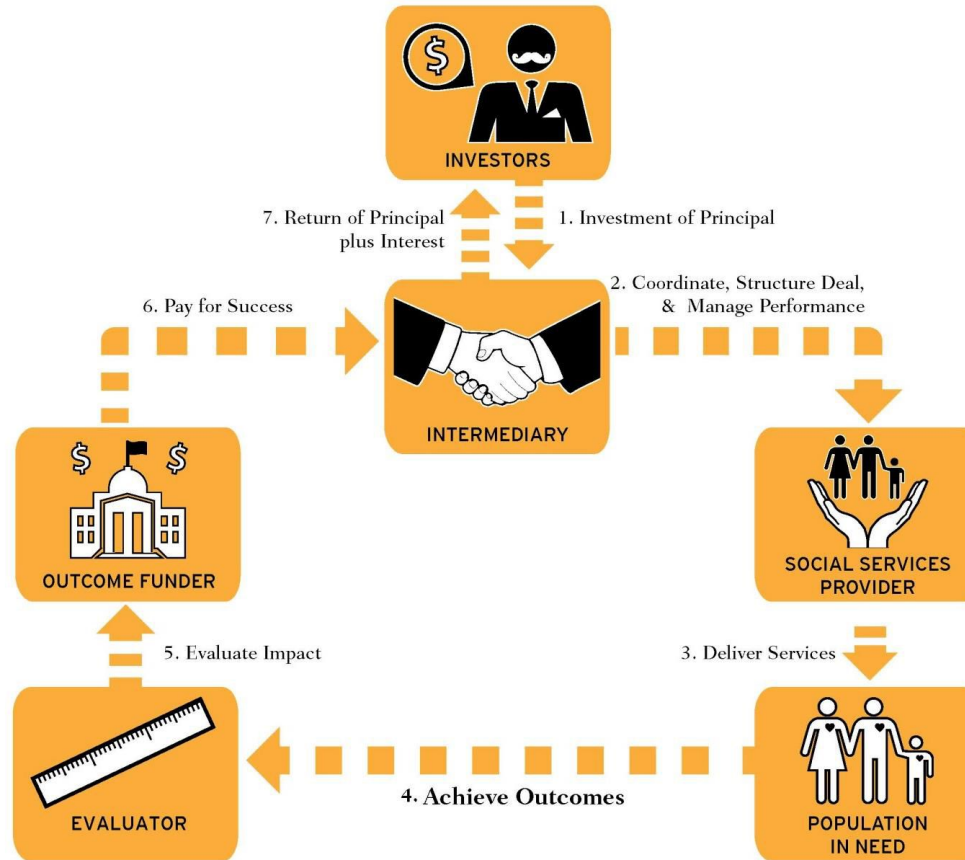 $
INVESTORS
7. Return of Principal
plus Interest
1. Investment of Principal
2. Coordinate, Structure Deal,
& Manage Performance
6. Pay for Success
INTERMEDIARY
$ $
OUTCOME FUNDER
SOCIAL SERVICES
PROVIDER
5. Evaluate Impact
3. Deliver Services
4. Achieve Outcomes
EVALUATOR
POPULATION
IN NEED